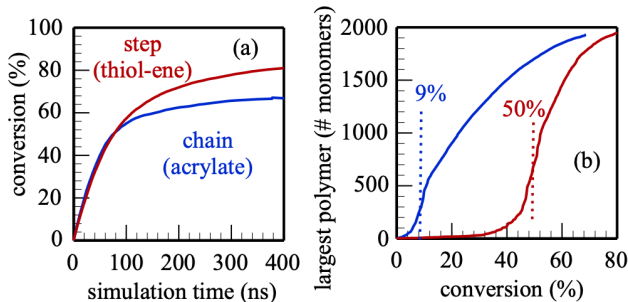 step
(thiol-ene)
(a)
chain
(acrylate)
conversion (%)
100
80
60
40
20
0
0
100
200
300
400
simulation time (ns)
9%
50%
(b)
largest polymer (# monomers)
2000
1500
1000
500
0
0
20
40
60
80
conversion (%)